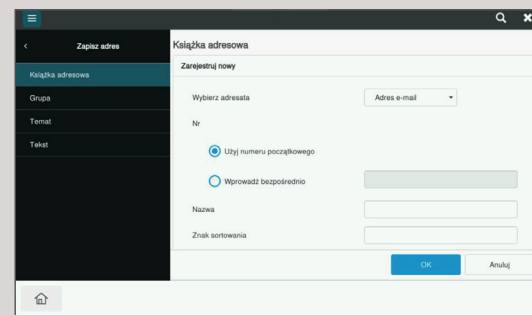 Zapisz adres
Książka adresowa
Grupa
Temat
Tekst
Książka adresowa
Zarejestruj nowy
Wybierz adresata
Adres e-mail
Nr
Użyj numeru początkowego
Wprowadź bezpośrednio
Nazwa
Znak sortowania
OK
Anuluj